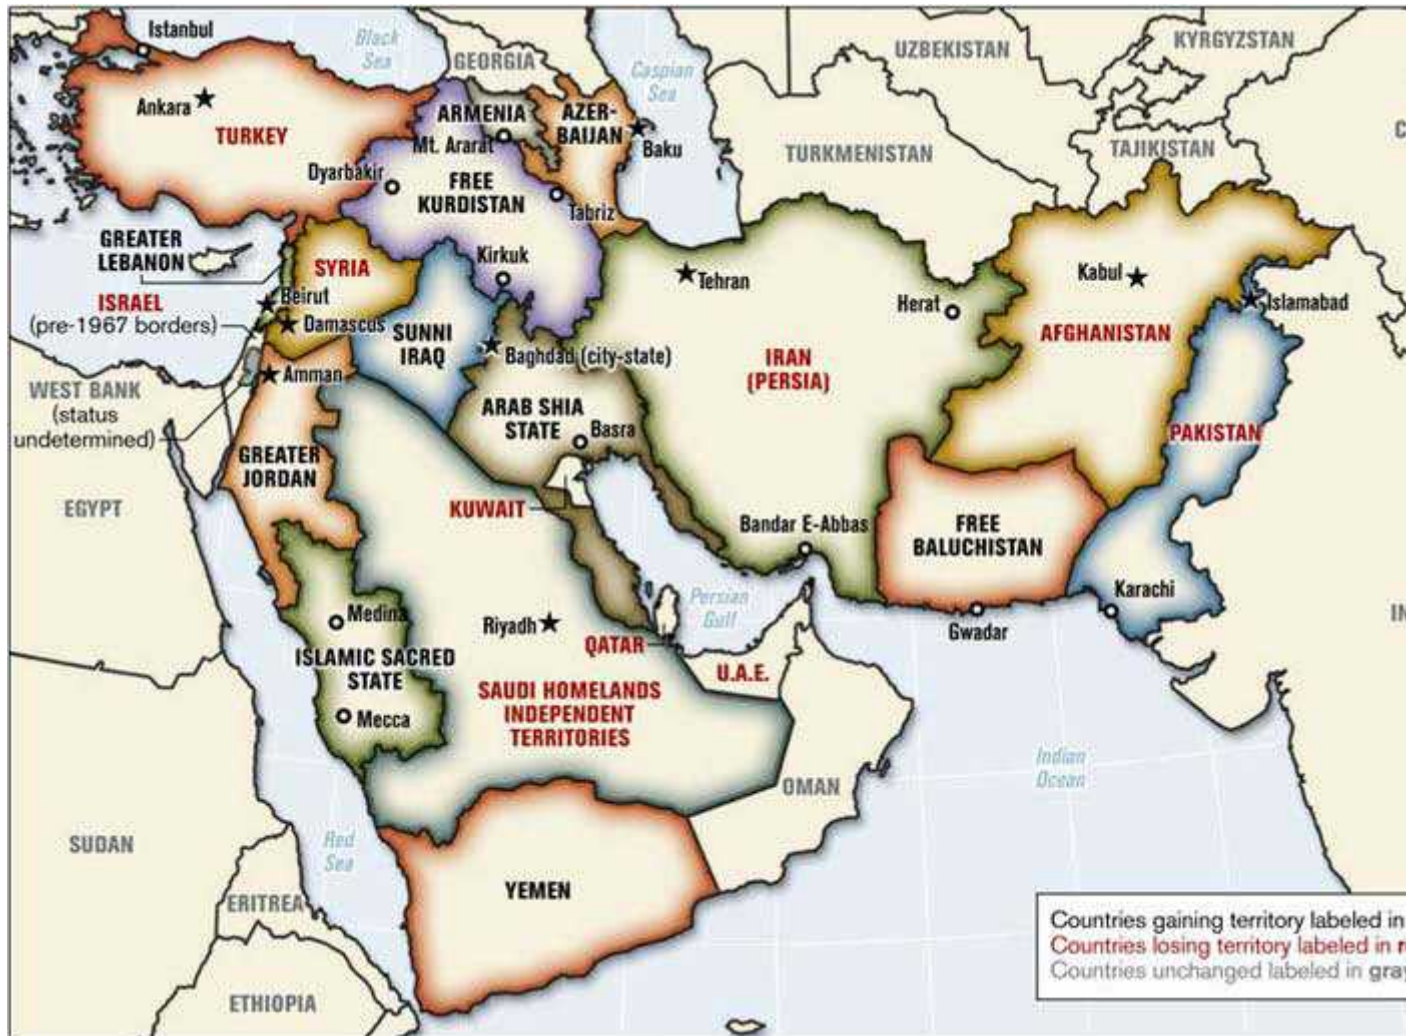 Istanbul
Black
Sea
GEORGIA
Caspian
Sea
UZBEKISTAN
KYRGYZSTAN
Ankara
TURKEY
ARMENIA
Mt. Ararat
AZER-
BAIJAN
Baku
TURKMENISTAN
TAJIKISTAN
C
Dyarbakir
FREE
KURDISTAN
Tabriz
GREATER
LEBANON
SYRIA
Kirkuk
Tehran
Herat
Kabul
Islamabad
ISRAEL
(pre-1967 borders)
Beirut
Damascus
SUNNI
IRAQ
Baghdad (city-state)
IRAN
(PERSIA)
AFGHANISTAN
WEST BANK
(status
undetermined)
Amman
ARAB SHIA
STATE
Basra
PAKISTAN
GREATER
JORDAN
EGYPT
KUWAIT
Bandar E-Abbas
FREE
BALUCHISTAN
Karachi
IN
Medina
Riyadh
Persian
Gulf
Gwadar
ISLAMIC SACRED
STATE
QATAR
U.A.E.
Mecca
SAUDI HOMELANDS
INDEPENDENT
TERRITORIES
OMAN
Indian
Ocean
SUDAN
Red
Sea
YEMEN
ERITREA
ETHIOPIA
Countries gaining territory labeled in
Countries losing territory labeled in r
Countries unchanged labeled in gray